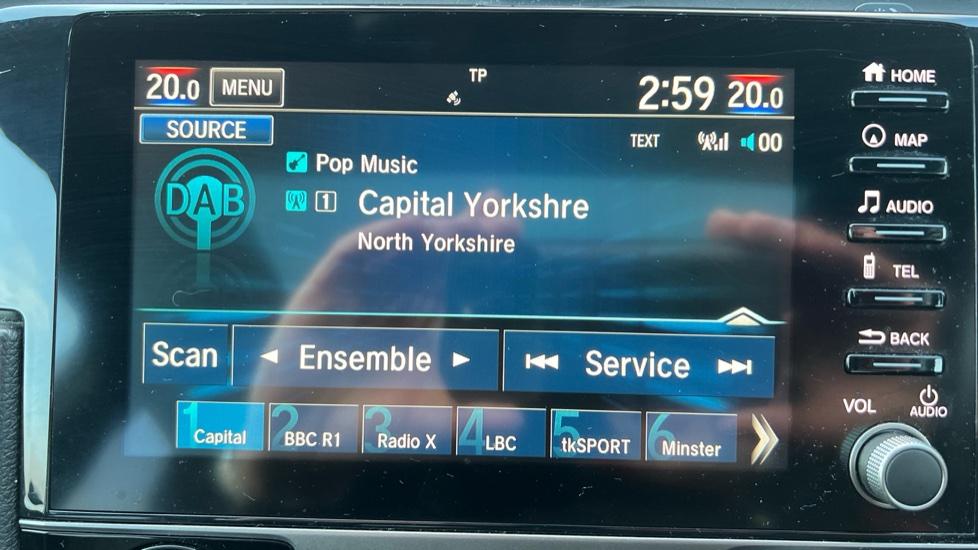 20.0 MENU TP 2:59 20.0
SOURCE TEXT 00
DAB
Pop Music
1 Capital Yorkshre
North Yorkshire
Scan Ensemble Service
1 Capital 2 BBC R1 3 Radio X 4 LBC 5 tkSPORT 6 Minster
HOME
MAP
AUDIO
TEL
BACK
VOL AUDIO